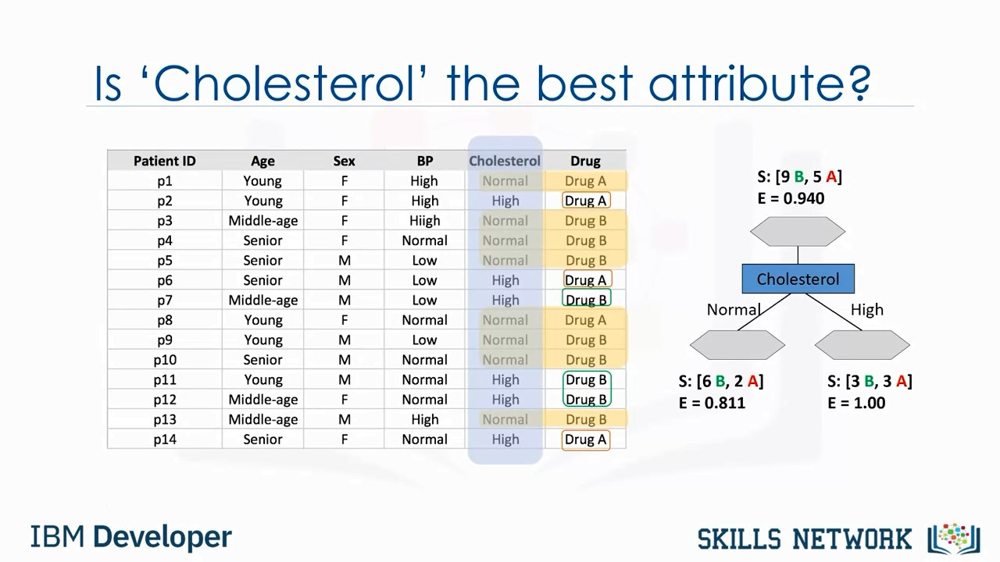 Is ‘Cholesterol’ the best attribute?
Patient ID Age Sex BP Cholesterol Drug
p1 Young F High Normal Drug A
p2 Young F High High Drug A
p3 Middle-age F Hiigh Normal Drug B
p4 Senior F Normal Normal Drug B
p5 Senior M Low Normal Drug B
p6 Senior M Low High Drug A
p7 Middle-age M Low High Drug B
p8 Young F Normal Normal Drug A
p9 Young M Low Normal Drug B
p10 Senior M Normal Normal Drug B
p11 Young M Normal High Drug B
p12 Middle-age F Normal High Drug B
p13 Middle-age M High Normal Drug B
p14 Senior F Normal High Drug A
S: [9 B, 5 A]
E = 0.940
Cholesterol
Normal High
S: [6 B, 2 A] S: [3 B, 3 A]
E = 0.811 E = 1.00
IBM Developer
SKILLS NETWORK